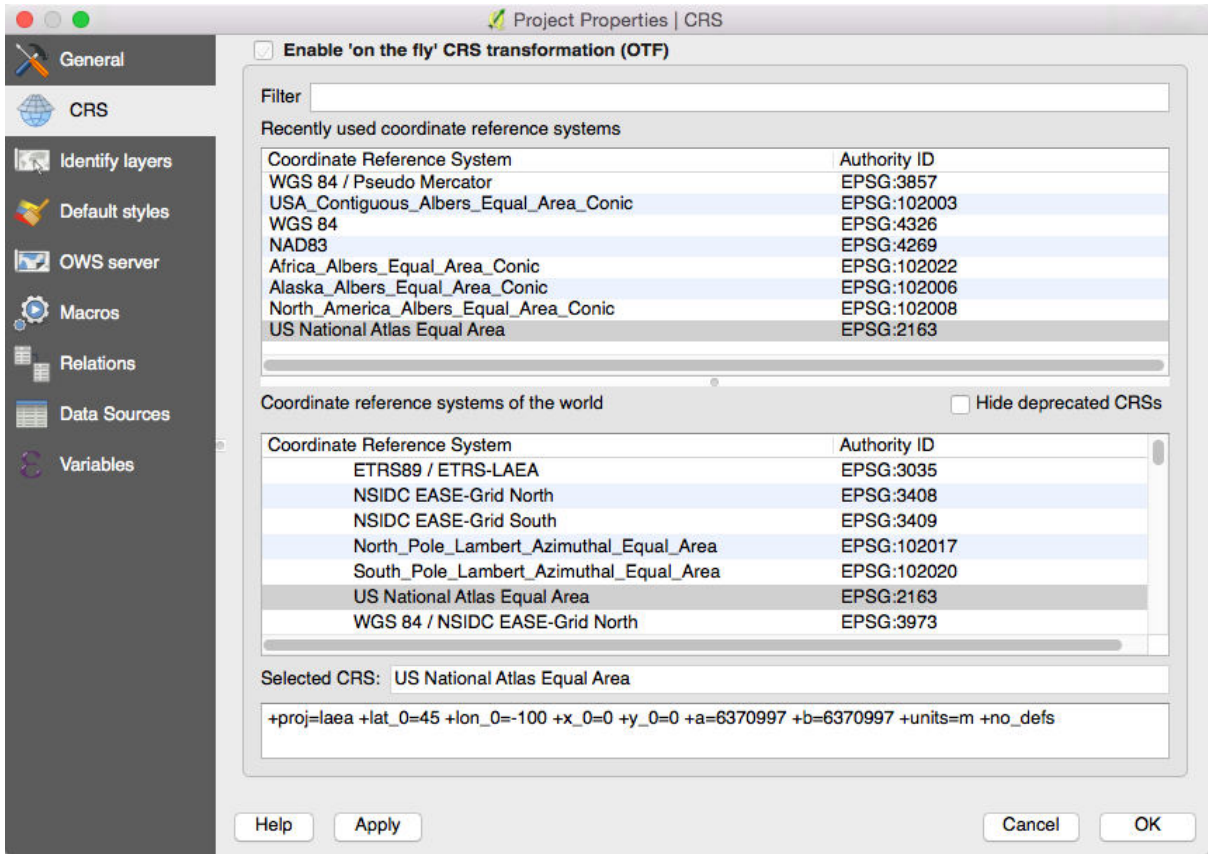 Project Properties | CRS
General
CRS
Identify layers
Default styles
OWS server
Macros
Relations
Data Sources
Variables
Enable 'on the fly' CRS transformation (OTF)
Filter
Recently used coordinate reference systems
Coordinate Reference System Authority ID
WGS 84 / Pseudo Mercator EPSG:3857
USA_Contiguous_Albers_Equal_Area_Conic EPSG:102003
WGS 84 EPSG:4326
NAD83 EPSG:4269
Africa_Albers_Equal_Area_Conic EPSG:102022
Alaska_Albers_Equal_Area_Conic EPSG:102006
North_America_Albers_Equal_Area_Conic EPSG:102008
US National Atlas Equal Area EPSG:2163
Coordinate reference systems of the world Hide deprecated CRSs
Coordinate Reference System Authority ID
ETRS89 / ETRS-LAEA EPSG:3035
NSIDC EASE-Grid North EPSG:3408
NSIDC EASE-Grid South EPSG:3409
North_Pole_Lambert_Azimuthal_Equal_Area EPSG:102017
South_Pole_Lambert_Azimuthal_Equal_Area EPSG:102020
US National Atlas Equal Area EPSG:2163
WGS 84 / NSIDC EASE-Grid North EPSG:3973
Selected CRS: US National Atlas Equal Area
+proj=laea +lat_0=45 +lon_0=-100 +x_0=0 +y_0=0 +a=6370997 +b=6370997 +units=m +no_defs
Help Apply Cancel OK